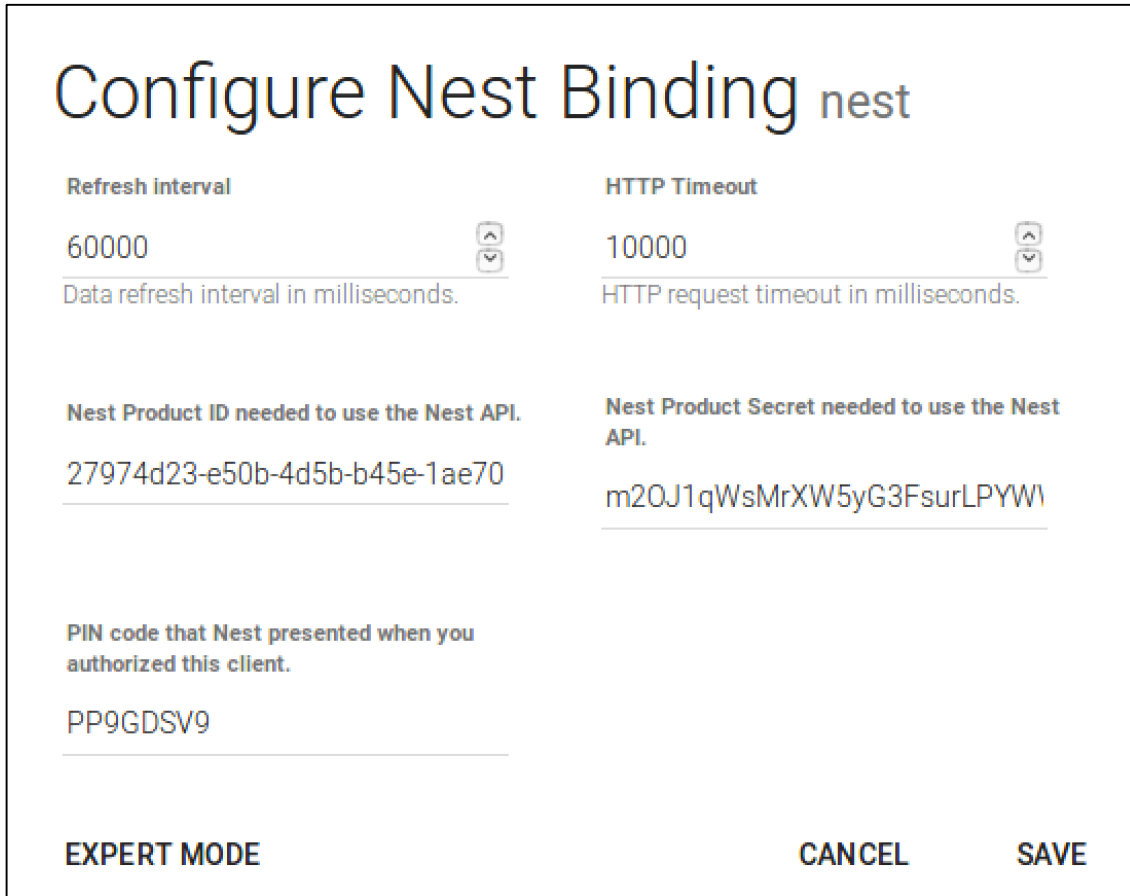 Configure Nest Binding nest
Refresh interval
60000
Data refresh interval in milliseconds.
HTTP Timeout
10000
HTTP request timeout in milliseconds.
Nest Product ID needed to use the Nest API.
27974d23-e50b-4d5b-b45e-1ae70
Nest Product Secret needed to use the Nest
API.
m2OJ1qWsMrXW5yG3FsurLPYW
PIN code that Nest presented when you
authorized this client.
PP9GDSV9
EXPERT MODE
CANCEL
SAVE